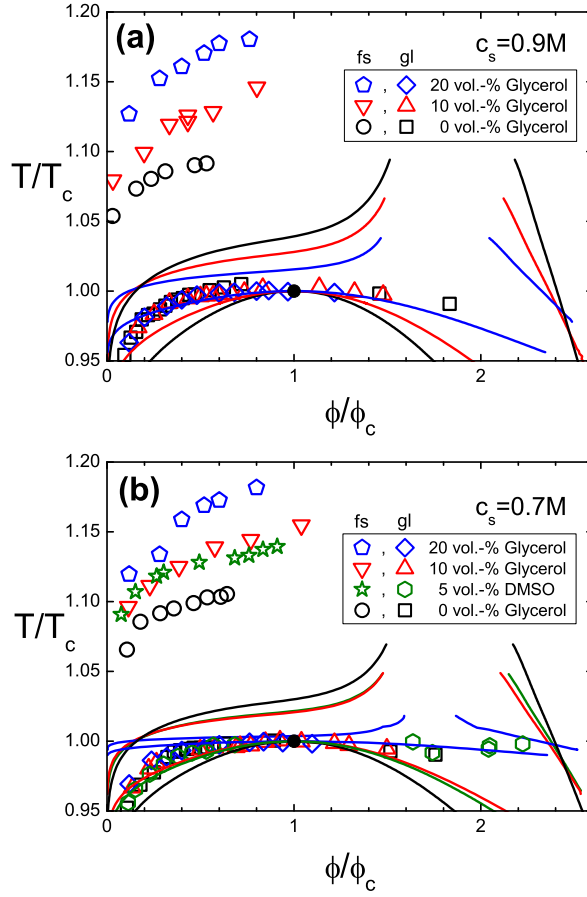 (a)
c_s=0.9M
fs gl
, 20 vol.-% Glycerol
, 10 vol.-% Glycerol
, 0 vol.-% Glycerol
1.20
1.15
1.10
1.05
1.00
0.95
T/T_c
0 1 2
ϕ/ϕ_c
(b)
c_s=0.7M
fs gl
, 20 vol.-% Glycerol
, 10 vol.-% Glycerol
, 5 vol.-% DMSO
, 0 vol.-% Glycerol
1.20
1.15
1.10
1.05
1.00
0.95
T/T_c
0 1 2
ϕ/ϕ_c